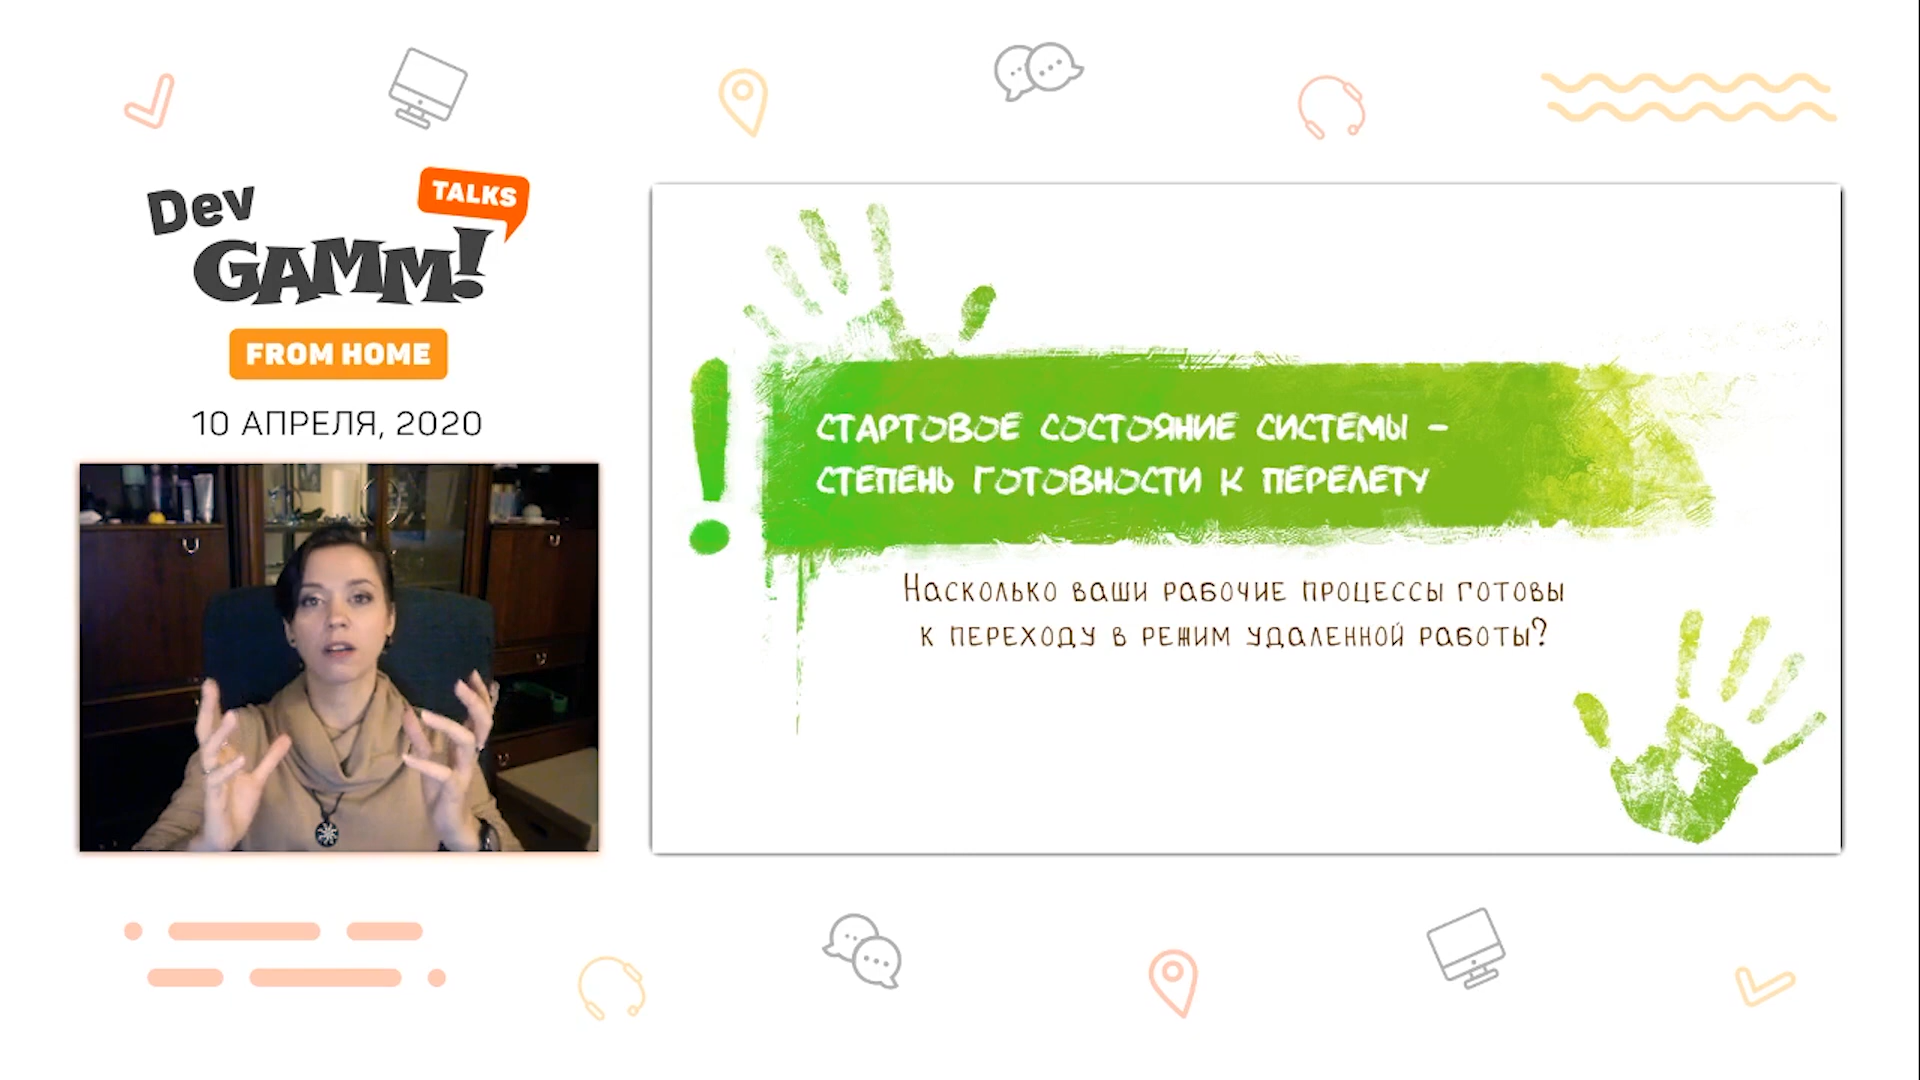 Dev
TALKS
GAMM!
FROM HOME
10 АПРЕЛЯ, 2020
!
СТАРТОВОЕ СОСТОЯНИЕ СИСТЕМЫ –
СТЕПЕНЬ ГОТОВНОСТИ К ПЕРЕЛЕТУ
Насколько ваши рабочие процессы готовы
к переходу в режим удаленной работы?